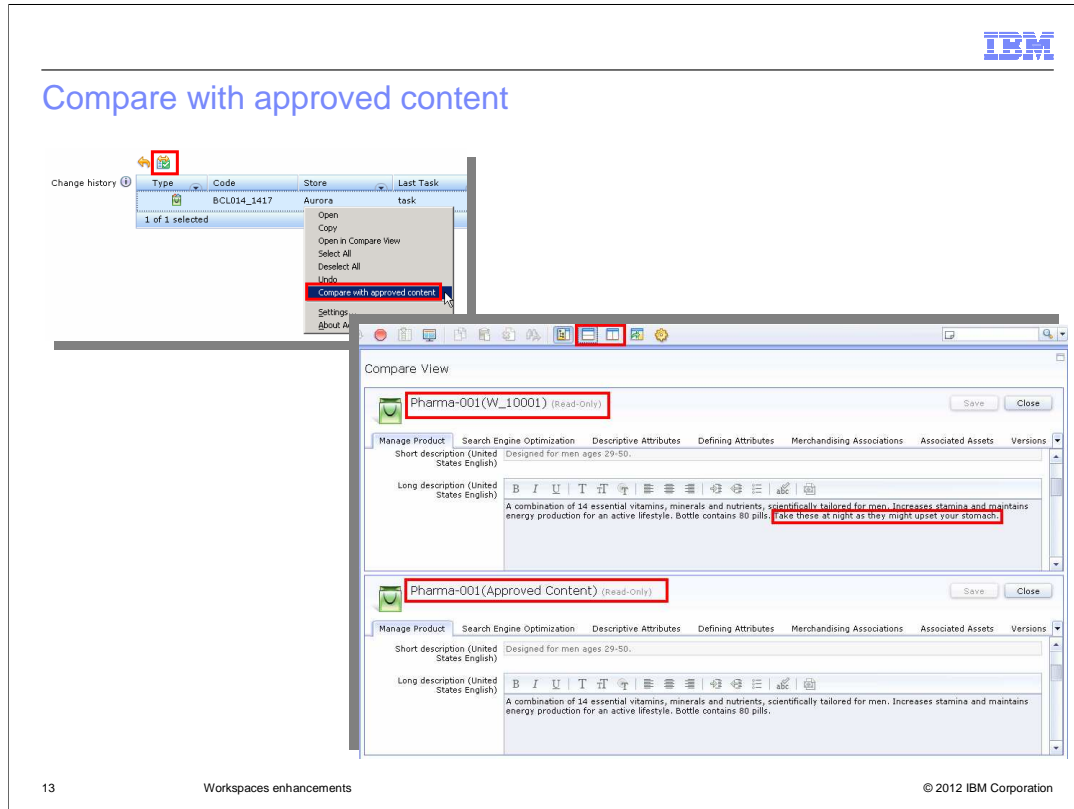 IBM
Compare with approved content
Change history
Type Code Store Last Task
BCL014_1417 Aurora task
1 of 1 selected
Open
Copy
Open in Compare View
Select All
Deselect All
Undo
Compare with approved content
Settings...
About A
Compare View
Pharma-001(W_10001) (Read-Only)
Save Close
Manage Product Search Engine Optimization Descriptive Attributes Defining Attributes Merchandising Associations Associated Assets Versions
Short description (United Designed for men ages 29-50.
States English)
Long description (United
States English)
B I U T T T abc
A combination of 14 essential vitamins, minerals and nutrients, scientifically tailored for men. Increases stamina and maintains
energy production for an active lifestyle. Bottle contains 80 pills. Take these at night as they might upset your stomach.
Pharma-001(Approved Content) (Read-Only)
Save Close
Manage Product Search Engine Optimization Descriptive Attributes Defining Attributes Merchandising Associations Associated Assets Versions
Short description (United Designed for men ages 29-50.
States English)
Long description (United
States English)
B I U T T T abc
A combination of 14 essential vitamins, minerals and nutrients, scientifically tailored for men. Increases stamina and maintains
energy production for an active lifestyle. Bottle contains 80 pills.
13 Workspaces enhancements © 2012 IBM Corporation